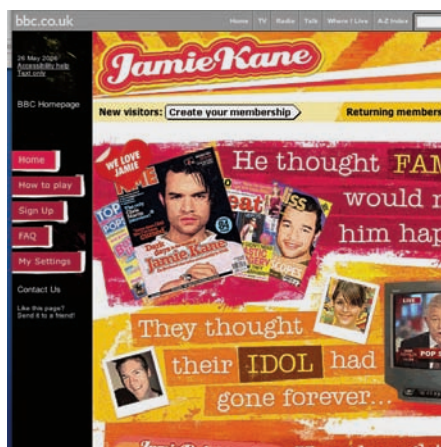 bbc.co.uk
Home TV Radio Talk Where I Live A-Z Index
26 May 2006
Accessibility help
Text only
BBC Homepage
Home
How to play
Sign Up
FAQ
My Settings
Contact Us
Like this page?
Send it to a friend!
Jamie Kane
New visitors: Create your membership
Returning members
WE LOVE
JAMIE
Jamie Kane
He thought FAM
would
him hap
They thought
their IDOL had
gone forever...
LIVE
POP